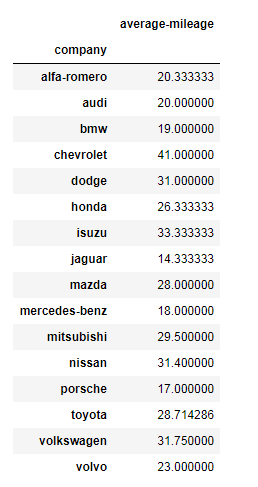 average-mileage
company
alfa-romero 20.333333
audi 20.000000
bmw 19.000000
chevrolet 41.000000
dodge 31.000000
honda 26.333333
isuzu 33.333333
jaguar 14.333333
mazda 28.000000
mercedes-benz 18.000000
mitsubishi 29.500000
nissan 31.400000
porsche 17.000000
toyota 28.714286
volkswagen 31.750000
volvo 23.000000